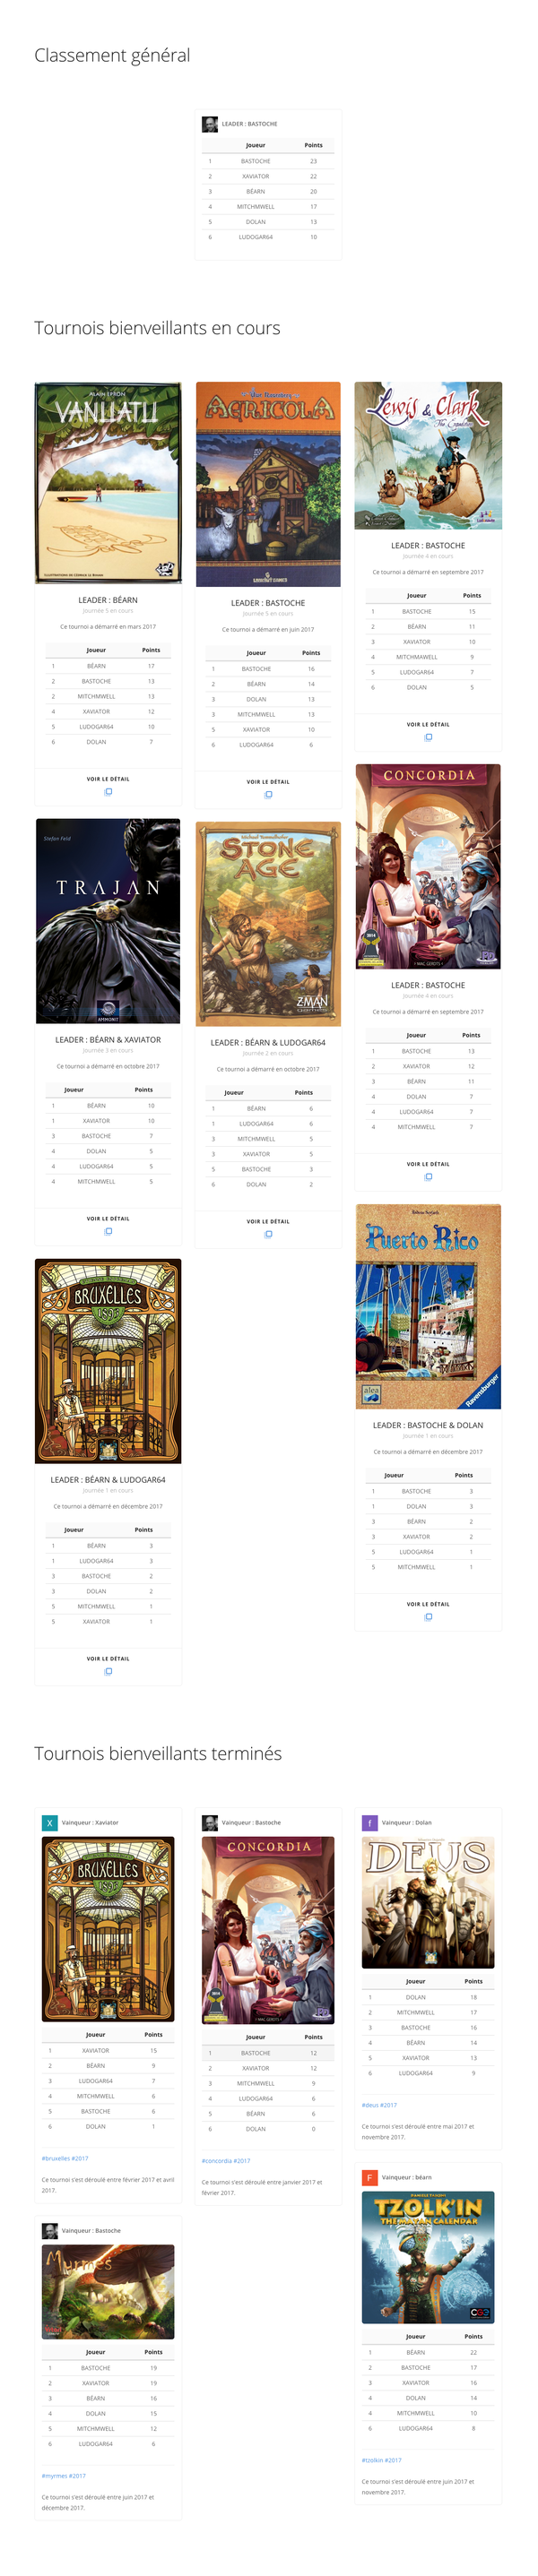 Classement général
LEADER : BASTOCHE
Joueur Points
1 BASTOCHE 23
2 XAVIATOR 22
3 BÉARN 20
4 MITCHMWELL 17
5 DOLAN 13
6 LUDOGAR64 10
Tournois bienveillants en cours
VANUATU
LEADER : BÉARN
Journée 5 en cours
Ce tournoi a démarré en mars 2017
Joueur Points
1 BÉARN 17
2 BASTOCHE 13
2 MITCHMWELL 13
4 XAVIATOR 12
5 LUDOGAR64 10
6 DOLAN 7
VOIR LE DÉTAIL
Stefan Feld
TRAJAN
AMMONIT
LEADER : BÉARN & XAVIATOR
Journée 3 en cours
Ce tournoi a démarré en octobre 2017
Joueur Points
1 BÉARN 10
1 XAVIATOR 10
3 BASTOCHE 7
4 DOLAN 5
4 LUDOGAR64 5
4 MITCHMWELL 5
VOIR LE DÉTAIL
BRUXELLES
1893
LEADER : BÉARN & LUDOGAR64
Journée 1 en cours
Ce tournoi a démarré en décembre 2017
Joueur Points
1 BÉARN 3
1 LUDOGAR64 3
3 BASTOCHE 2
3 DOLAN 2
5 MITCHMWELL 1
5 XAVIATOR 1
VOIR LE DÉTAIL
AGRICOLA
LEADER : BASTOCHE
Journée 5 en cours
Ce tournoi a démarré en juin 2017
Joueur Points
1 BASTOCHE 16
2 BÉARN 14
3 DOLAN 13
3 MITCHMWELL 13
5 XAVIATOR 10
6 LUDOGAR64 6
VOIR LE DÉTAIL
STONE
AGE
ZMAN
LEADER : BÉARN & LUDOGAR64
Journée 2 en cours
Ce tournoi a démarré en octobre 2017
Joueur Points
1 BÉARN 6
1 LUDOGAR64 6
3 MITCHMWELL 5
3 XAVIATOR 5
5 BASTOCHE 3
6 DOLAN 2
VOIR LE DÉTAIL
Lewis & Clark
The Expedition
LEADER : BASTOCHE
Journée 4 en cours
Ce tournoi a démarré en septembre 2017
Joueur Points
1 BASTOCHE 15
2 BÉARN 11
3 XAVIATOR 10
4 MITCHMAWELL 9
5 LUDOGAR64 7
6 DOLAN 5
VOIR LE DÉTAIL
CONCORDIA
MAC GERDTS
LEADER : BASTOCHE
Journée 4 en cours
Ce tournoi a démarré en septembre 2017
Joueur Points
1 BASTOCHE 13
2 XAVIATOR 12
3 BÉARN 11
4 DOLAN 7
4 LUDOGAR64 7
4 MITCHMWELL 7
VOIR LE DÉTAIL
Puerto Rico
alea
Ravensburger
LEADER : BASTOCHE & DOLAN
Journée 1 en cours
Ce tournoi a démarré en décembre 2017
Joueur Points
1 BASTOCHE 3
1 DOLAN 3
3 BÉARN 2
3 XAVIATOR 2
5 LUDOGAR64 1
5 MITCHMWELL 1
VOIR LE DÉTAIL
Tournois bienveillants terminés
X Vainqueur : Xaviator
BRUXELLES
1893
Joueur Points
1 XAVIATOR 15
2 BÉARN 9
3 LUDOGAR64 7
4 MITCHMWELL 6
5 BASTOCHE 6
6 DOLAN 1
#bruxelles #2017
Ce tournoi s'est déroulé entre février 2017 et avril
2017.
Vainqueur : Bastoche
Myrmes
Joueur Points
1 BASTOCHE 19
2 XAVIATOR 19
3 BÉARN 16
4 DOLAN 15
5 MITCHMWELL 12
6 LUDOGAR64 6
#myrmes #2017
Ce tournoi s'est déroulé entre juin 2017 et
décembre 2017.
Vainqueur : Bastoche
CONCORDIA
MAC GERDTS
Joueur Points
1 BASTOCHE 12
2 XAVIATOR 12
3 MITCHMWELL 9
4 LUDOGAR64 6
5 BÉARN 6
6 DOLAN 0
#concordia #2017
Ce tournoi s'est déroulé entre janvier 2017 et
février 2017.
f Vainqueur : Dolan
DEUS
Joueur Points
1 DOLAN 18
2 MITCHMWELL 17
3 BASTOCHE 16
4 BÉARN 14
5 XAVIATOR 13
6 LUDOGAR64 9
#deus #2017
Ce tournoi s'est déroulé entre mai 2017 et
novembre 2017.
F Vainqueur : béarn
TZOLK'IN
THE MAYAN CALENDAR
CGE
Joueur Points
1 BÉARN 22
2 BASTOCHE 17
3 XAVIATOR 16
4 DOLAN 14
4 MITCHMWELL 10
6 LUDOGAR64 8
#tzolkin #2017
Ce tournoi s'est déroulé entre juin 2017 et
novembre 2017.